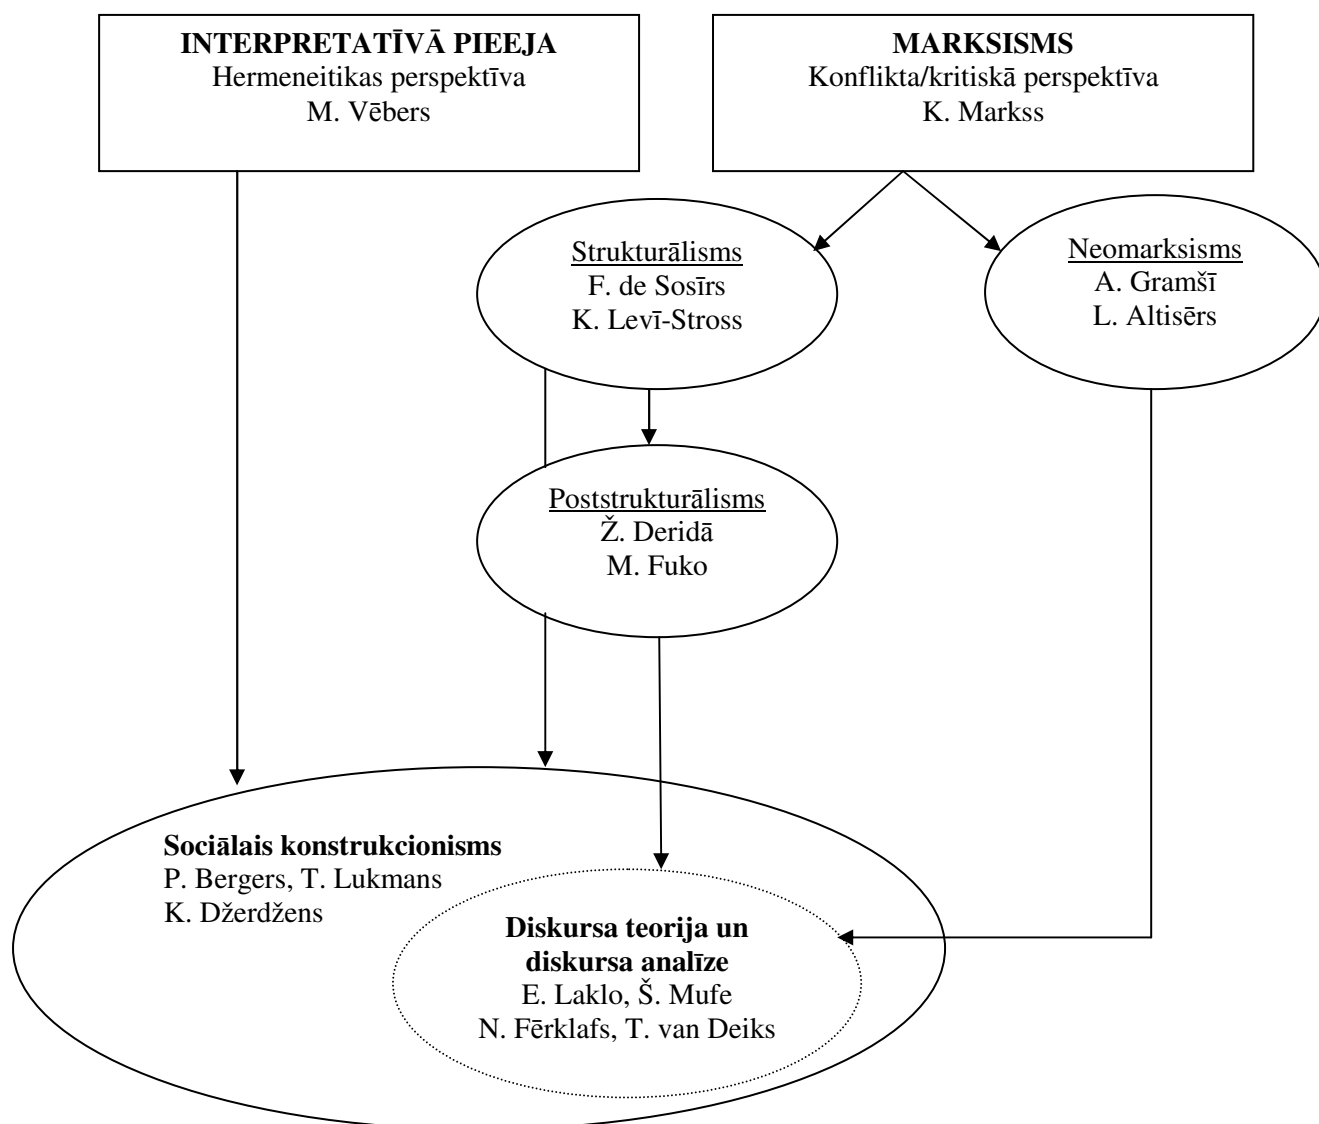 INTERPRETATĪVĀ PIEEJA
Hermeneitikas perspektīva
M. Vēbers
MARKSISMS
Konflikta/kritiskā perspektīva
K. Markss
Strukturālisms
F. de Sosīrs
K. Levī-Stross
Neomarksisms
A. Gramšī
L. Altisērs
Poststrukturālisms
Ž. Deridā
M. Fuko
Sociālais konstrukcionisms
P. Bergers, T. Lukmans
K. Džerdžens
Diskursa teorija un
diskursa analīze
E. Laklo, Š. Mufe
N. Fērklafs, T. van Deiks